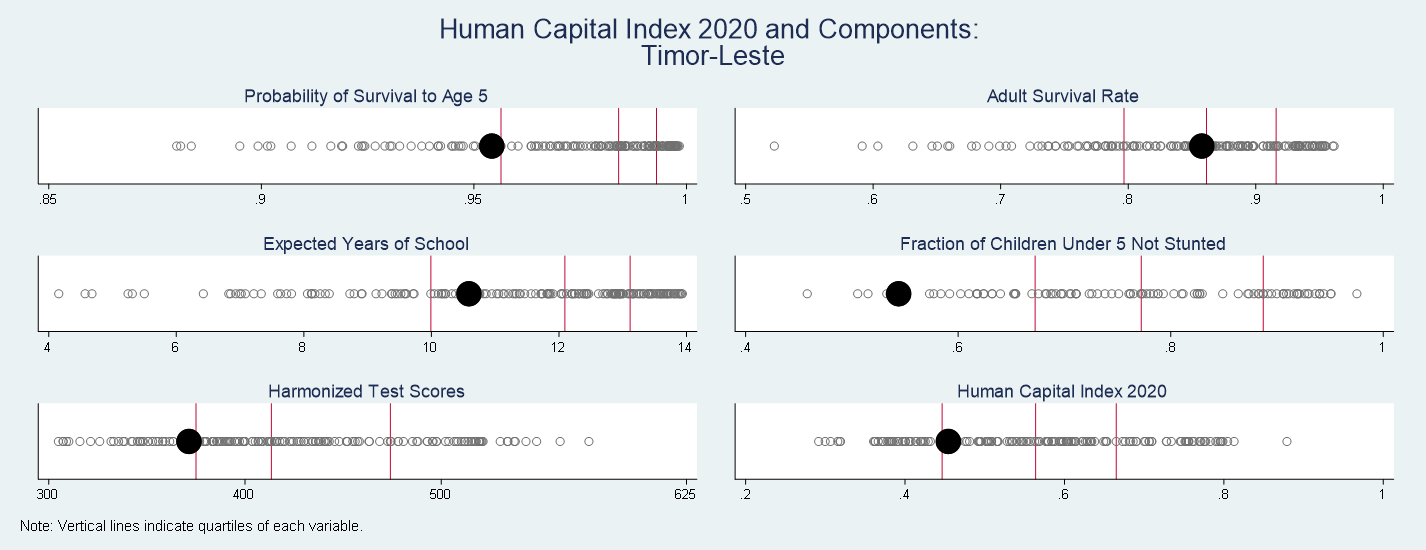 Human Capital Index 2020 and Components:
Timor-Leste
Probability of Survival to Age 5
.85 .9 .95 1
Adult Survival Rate
.5 .6 .7 .8 .9 1
Expected Years of School
4 6 8 10 12 14
Fraction of Children Under 5 Not Stunted
.4 .6 .8 1
Harmonized Test Scores
300 400 500 625
Human Capital Index 2020
.2 .4 .6 .8 1
Note: Vertical lines indicate quartiles of each variable.